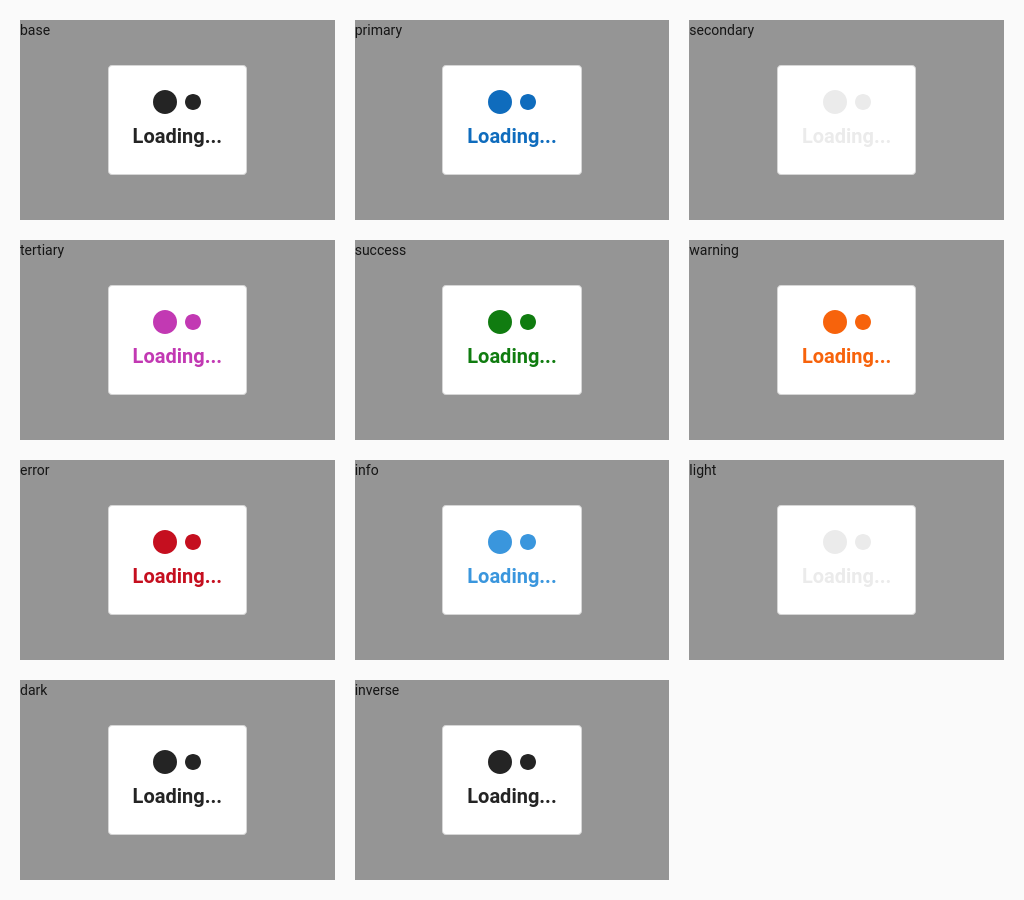 base
Loading...
primary
Loading...
secondary
Loading...
tertiary
Loading...
success
Loading...
warning
Loading...
error
Loading...
info
Loading...
light
Loading...
dark
Loading...
inverse
Loading...